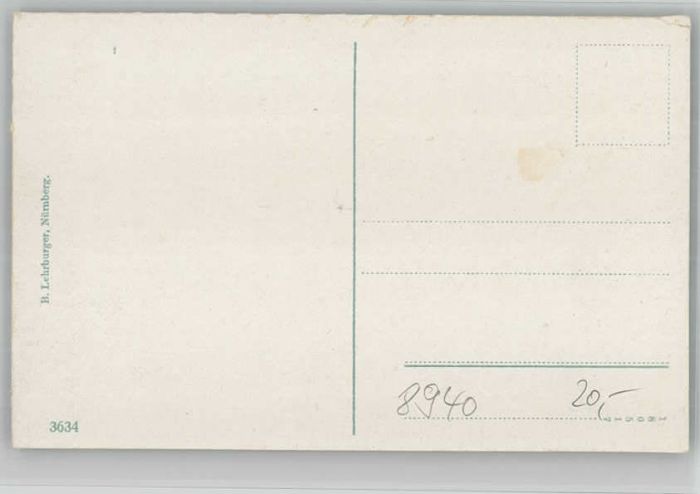 B. Lehrburger, Nürnberg.
3634
8940
20,-